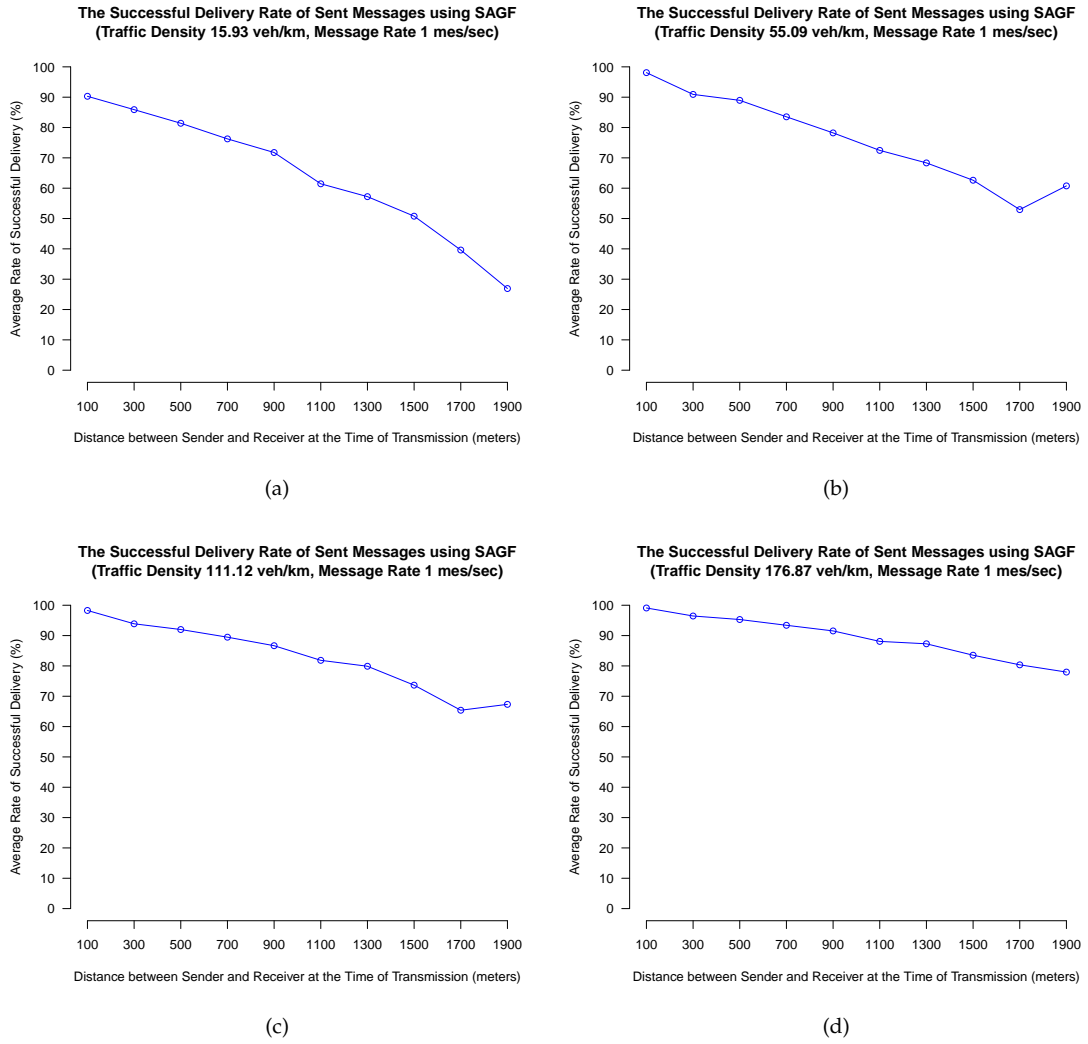 The Successful Delivery Rate of Sent Messages using SAGF
(Traffic Density 15.93 veh/km, Message Rate 1 mes/sec)
Average Rate of Successful Delivery (%)
100
90
80
70
60
50
40
30
20
10
0
100 300 500 700 900 1100 1300 1500 1700 1900
Distance between Sender and Receiver at the Time of Transmission (meters)
(a)
The Successful Delivery Rate of Sent Messages using SAGF
(Traffic Density 55.09 veh/km, Message Rate 1 mes/sec)
Average Rate of Successful Delivery (%)
100
90
80
70
60
50
40
30
20
10
0
100 300 500 700 900 1100 1300 1500 1700 1900
Distance between Sender and Receiver at the Time of Transmission (meters)
(b)
The Successful Delivery Rate of Sent Messages using SAGF
(Traffic Density 111.12 veh/km, Message Rate 1 mes/sec)
Average Rate of Successful Delivery (%)
100
90
80
70
60
50
40
30
20
10
0
100 300 500 700 900 1100 1300 1500 1700 1900
Distance between Sender and Receiver at the Time of Transmission (meters)
(c)
The Successful Delivery Rate of Sent Messages using SAGF
(Traffic Density 176.87 veh/km, Message Rate 1 mes/sec)
Average Rate of Successful Delivery (%)
100
90
80
70
60
50
40
30
20
10
0
100 300 500 700 900 1100 1300 1500 1700 1900
Distance between Sender and Receiver at the Time of Transmission (meters)
(d)